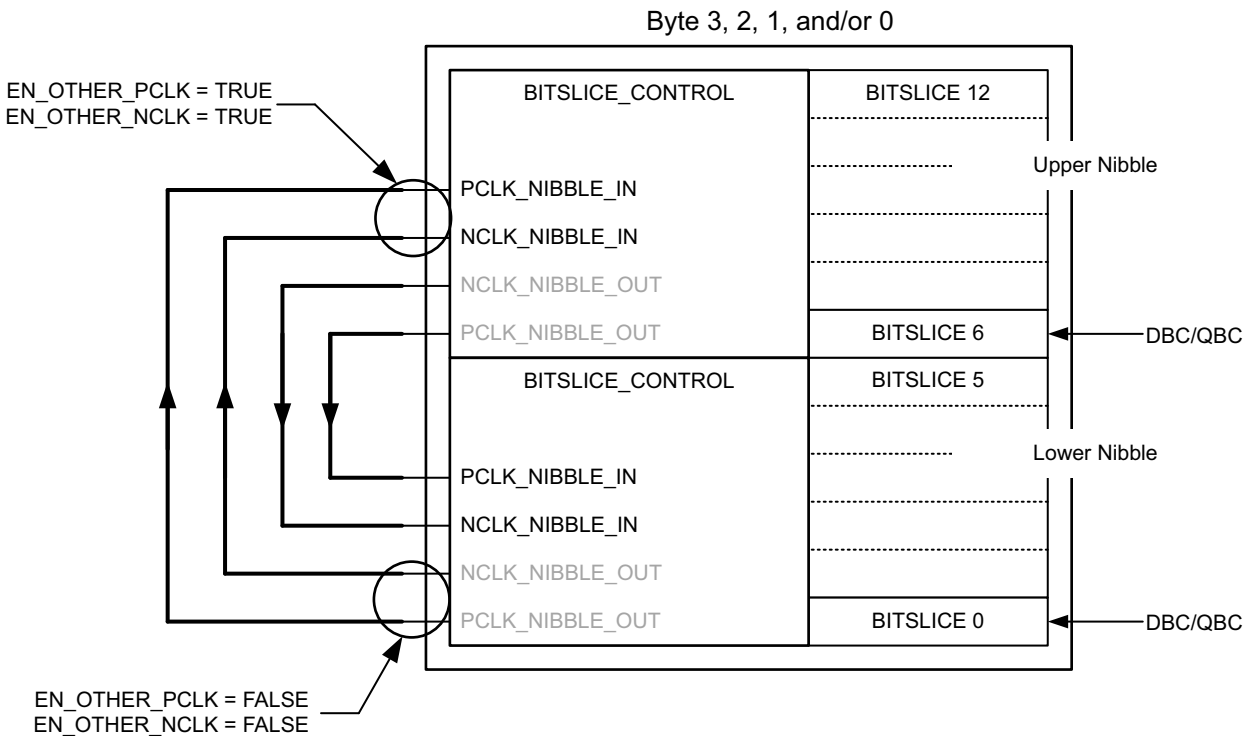 Byte 3, 2, 1, and/or 0
EN_OTHER_PCLK = TRUE
EN_OTHER_NCLK = TRUE
BITSLICE_CONTROL
BITSLICE 12
Upper Nibble
PCLK_NIBBLE_IN
NCLK_NIBBLE_IN
NCLK_NIBBLE_OUT
PCLK_NIBBLE_OUT
BITSLICE 6
DBC/QBC
BITSLICE_CONTROL
BITSLICE 5
Lower Nibble
PCLK_NIBBLE_IN
NCLK_NIBBLE_IN
NCLK_NIBBLE_OUT
PCLK_NIBBLE_OUT
BITSLICE 0
DBC/QBC
EN_OTHER_PCLK = FALSE
EN_OTHER_NCLK = FALSE